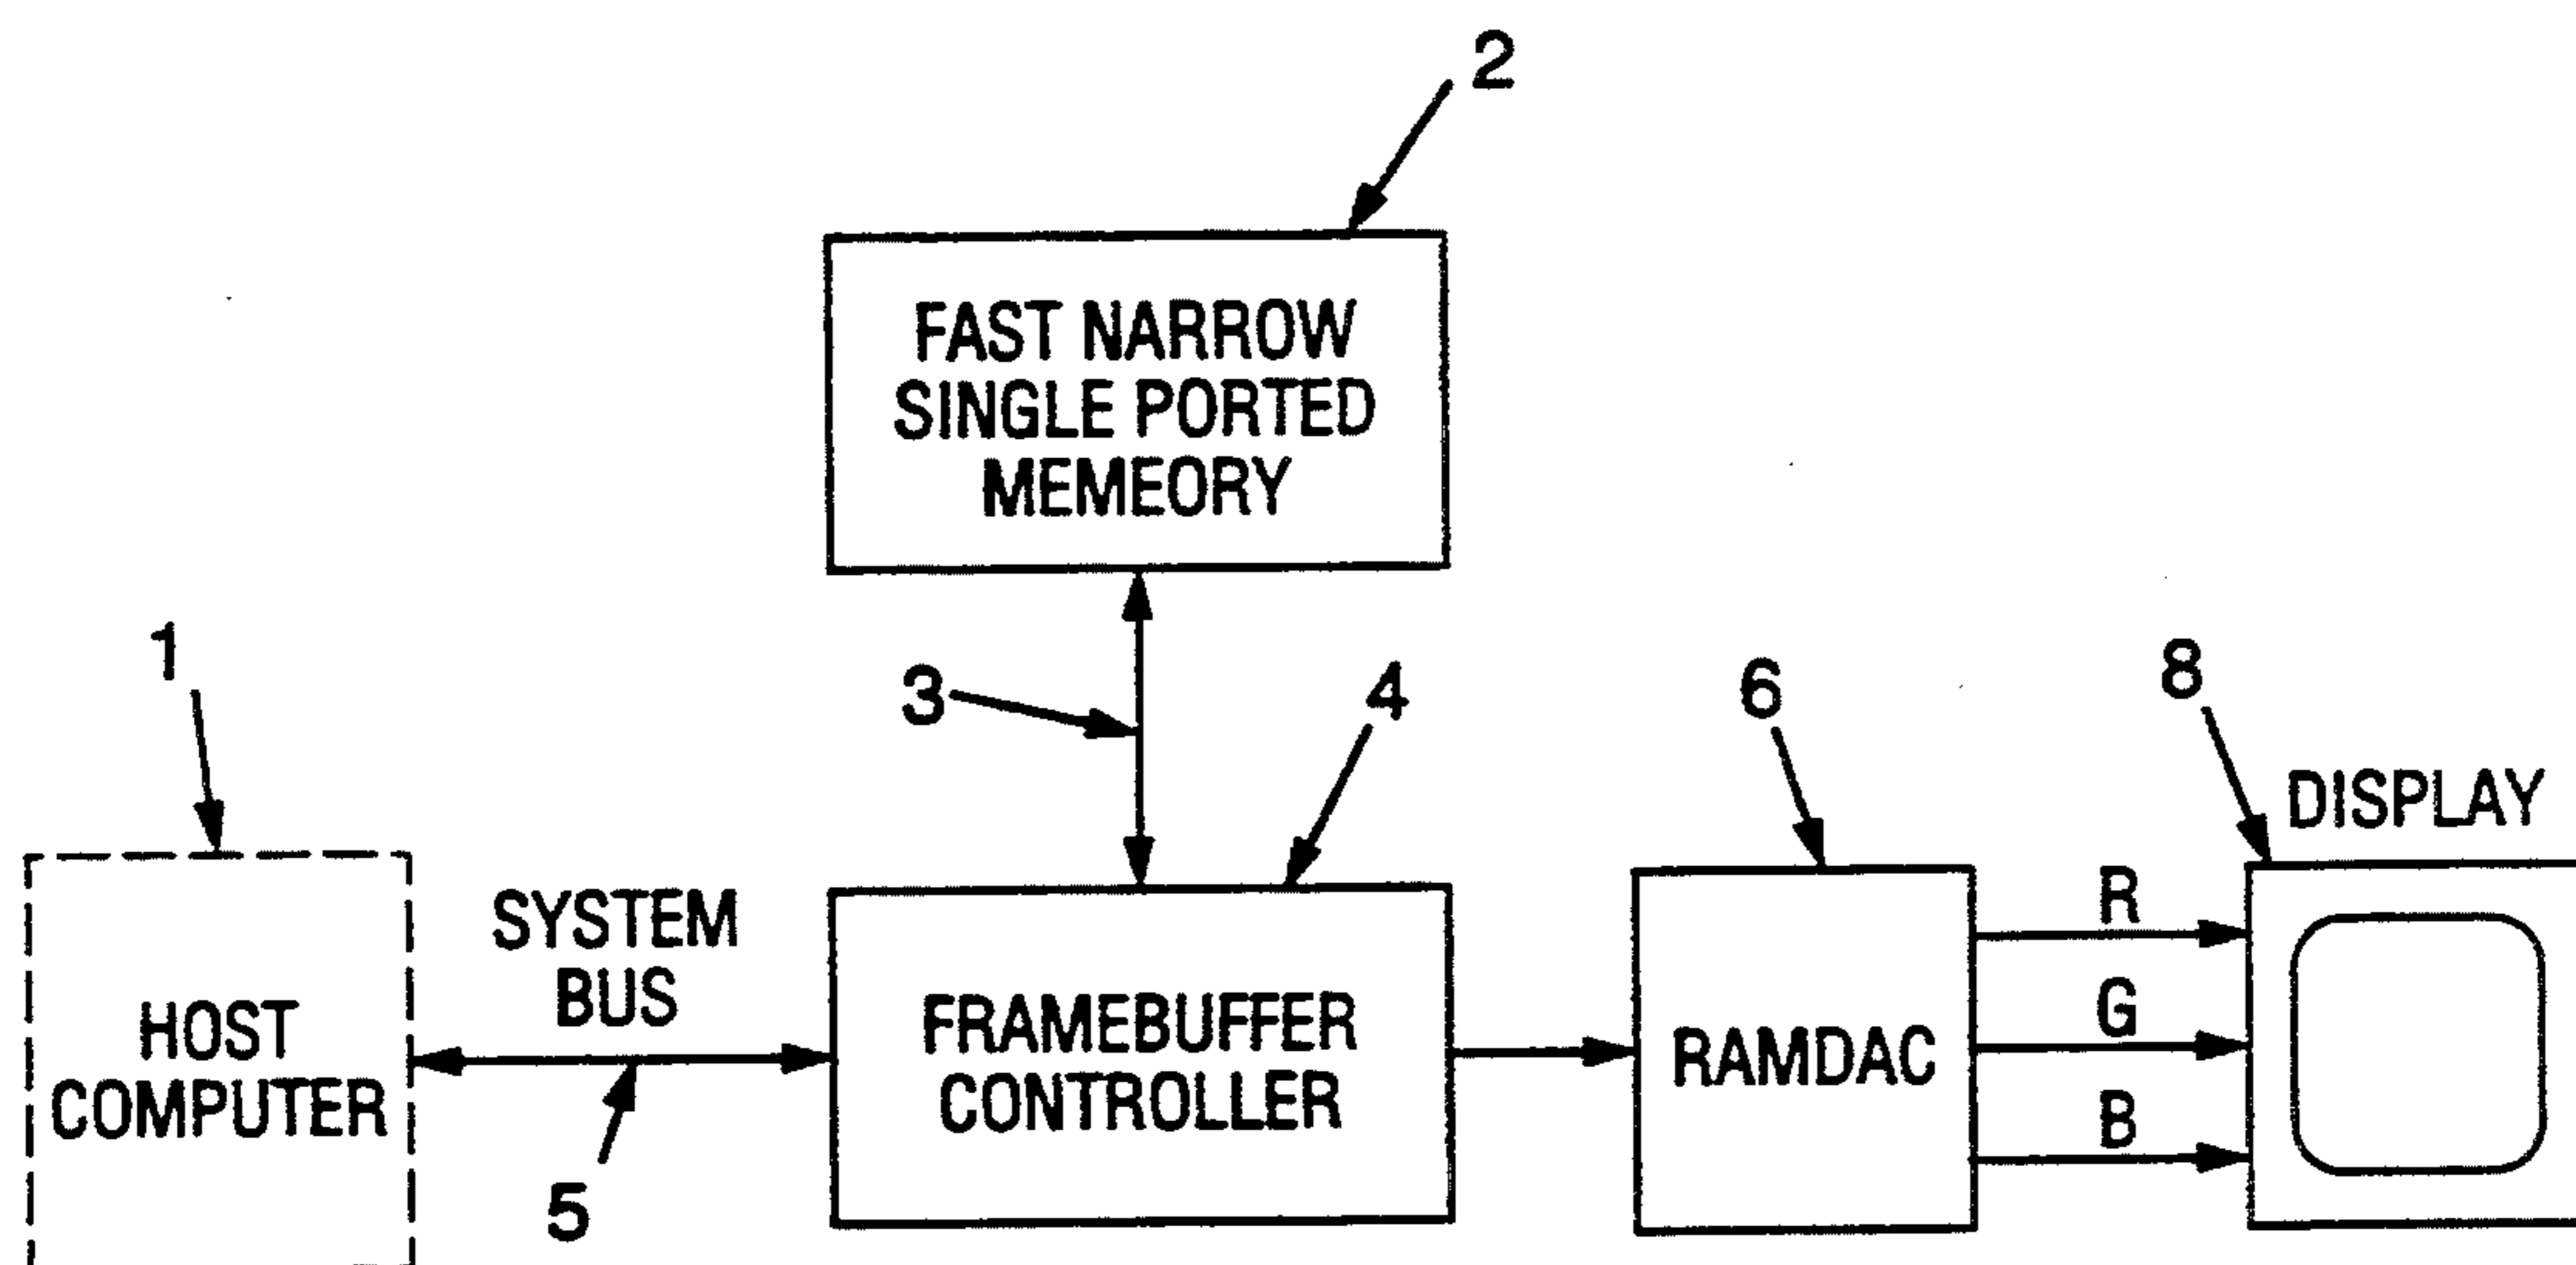 2
FAST NARROW
SINGLE PORTED
MEMEORY
1
3
4
6
8
DISPLAY
SYSTEM
BUS
5
HOST
COMPUTER
FRAMEBUFFER
CONTROLLER
RAMDAC
R
G
B